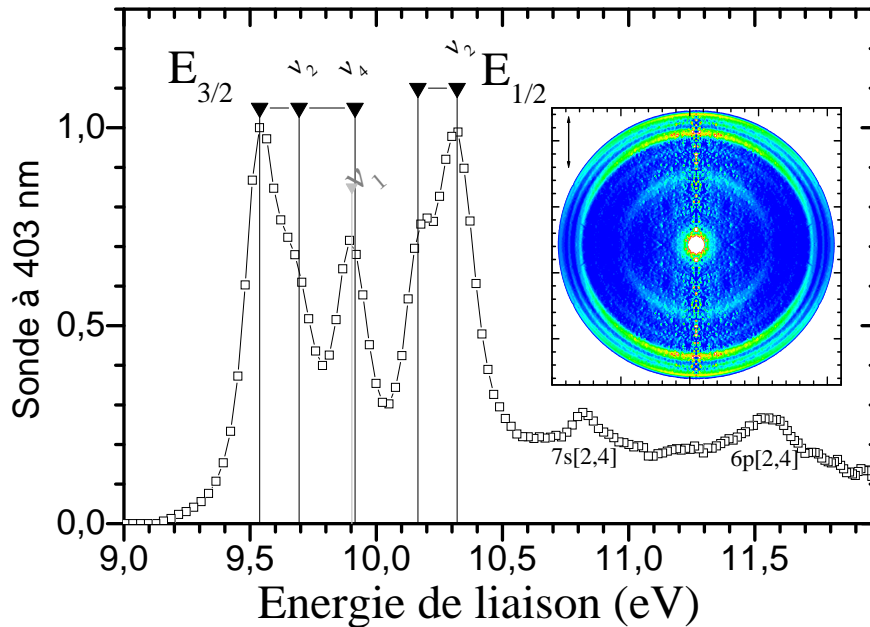 E3/2 ν2 ν4 ν2 E1/2
ν1
1,0
0,5
0,0
Sonde à 403 nm
7s[2,4] 6p[2,4]
9,0 9,5 10,0 10,5 11,0 11,5
Energie de liaison (eV)